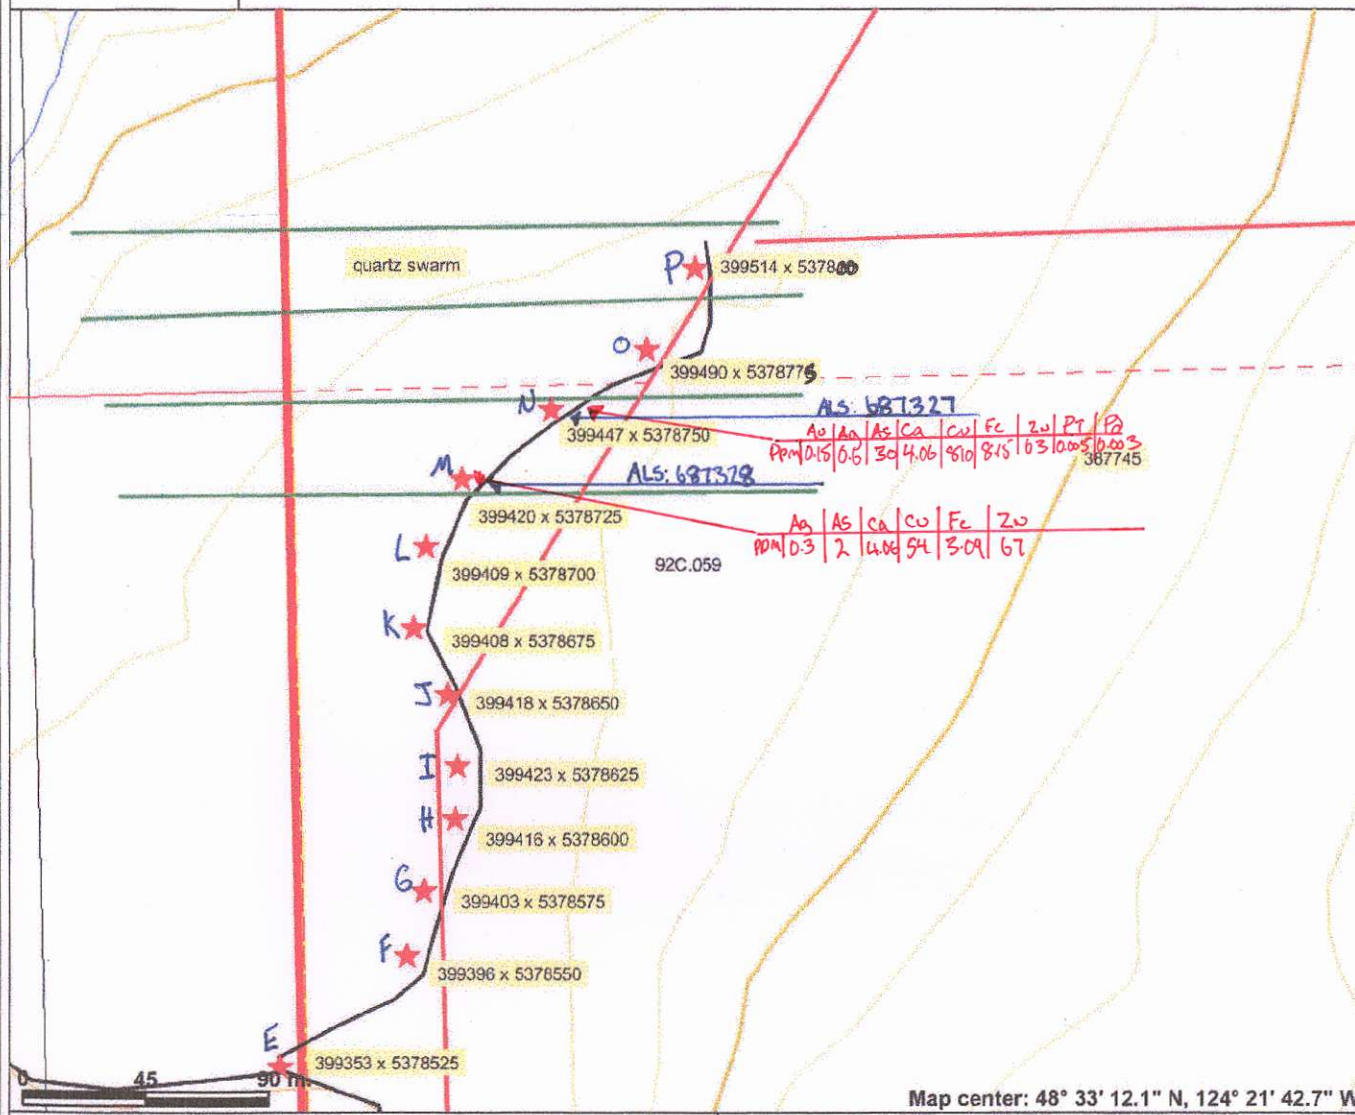 quartz swarm
P
399514 x 537800
O
399490 x 5378775
N
ALS: 687327
399447 x 5378750
Au Ag As Ca Cu Fe Zn PT Pd
PPM 0.15 0.6 30 4.06 810 8.15 63 0.005 0.003
387745
M
ALS: 687328
399420 x 5378725
Ag As Ca Cu Fe Zn
PPM 0.3 2 4.06 54 3.09 67
L
92C.059
399409 x 5378700
K
399408 x 5378675
J
399418 x 5378650
I
399423 x 5378625
H
399416 x 5378600
G
399403 x 5378575
F
399396 x 5378550
E
399353 x 5378525
0 45 90 m.
Map center: 48° 33' 12.1" N, 124° 21' 42.7" W